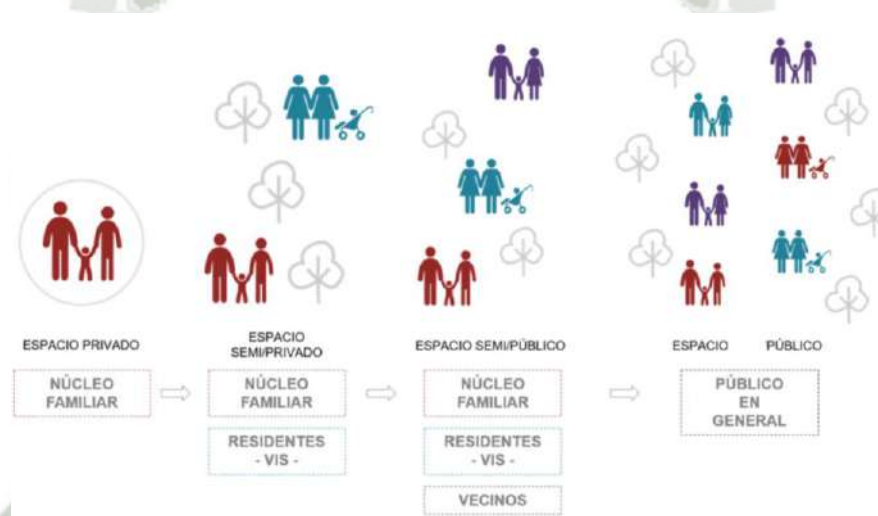 ESPACIO PRIVADO
NÚCLEO
FAMILIAR
ESPACIO
SEMI/PRIVADO
NÚCLEO
FAMILIAR
RESIDENTES
- VIS -
ESPACIO SEMI/PÚBLICO
NÚCLEO
FAMILIAR
RESIDENTES
- VIS -
VECINOS
ESPACIO PÚBLICO
PÚBLICO
EN
GENERAL